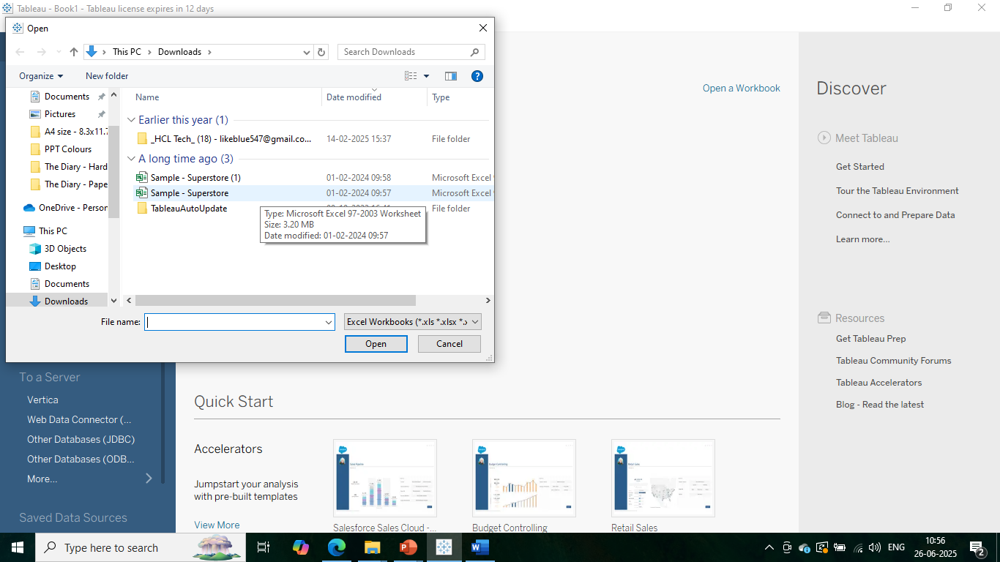 Tableau - Book1 - Tableau license expires in 12 days
Open
This PC
Downloads
Search Downloads
Organize
New folder
Documents
Pictures
A4 size - 8.3x11.7
PPT Colours
The Diary - Hard
The Diary - Pape
OneDrive - Person
This PC
3D Objects
Desktop
Documents
Downloads
Name Date modified Type
Earlier this year (1)
_HCL Tech_ (18) - likeblue547@gmail.co... 14-02-2025 15:37 File folder
A long time ago (3)
Sample - Superstore (1) 01-02-2024 09:58 Microsoft Excel
Sample - Superstore 01-02-2024 09:57 Microsoft Excel
TableauAutoUpdate File folder
Type: Microsoft Excel 97-2003 Worksheet
Size: 3.20 MB
Date modified: 01-02-2024 09:57
File name:
Excel Workbooks (*.xls *.xlsx *.x
Open
Cancel
To a Server
Vertica
Web Data Connector (...
Other Databases (JDBC)
Other Databases (ODB...
More...
Saved Data Sources
Open a Workbook
Quick Start
Accelerators
Jumpstart your analysis
with pre-built templates
View More
Salesforce Sales Cloud -...
Budget Controlling
Retail Sales
Discover
Meet Tableau
Get Started
Tour the Tableau Environment
Connect to and Prepare Data
Learn more...
Resources
Get Tableau Prep
Tableau Community Forums
Tableau Accelerators
Blog - Read the latest
Type here to search
ENG
10:56
26-06-2025
2